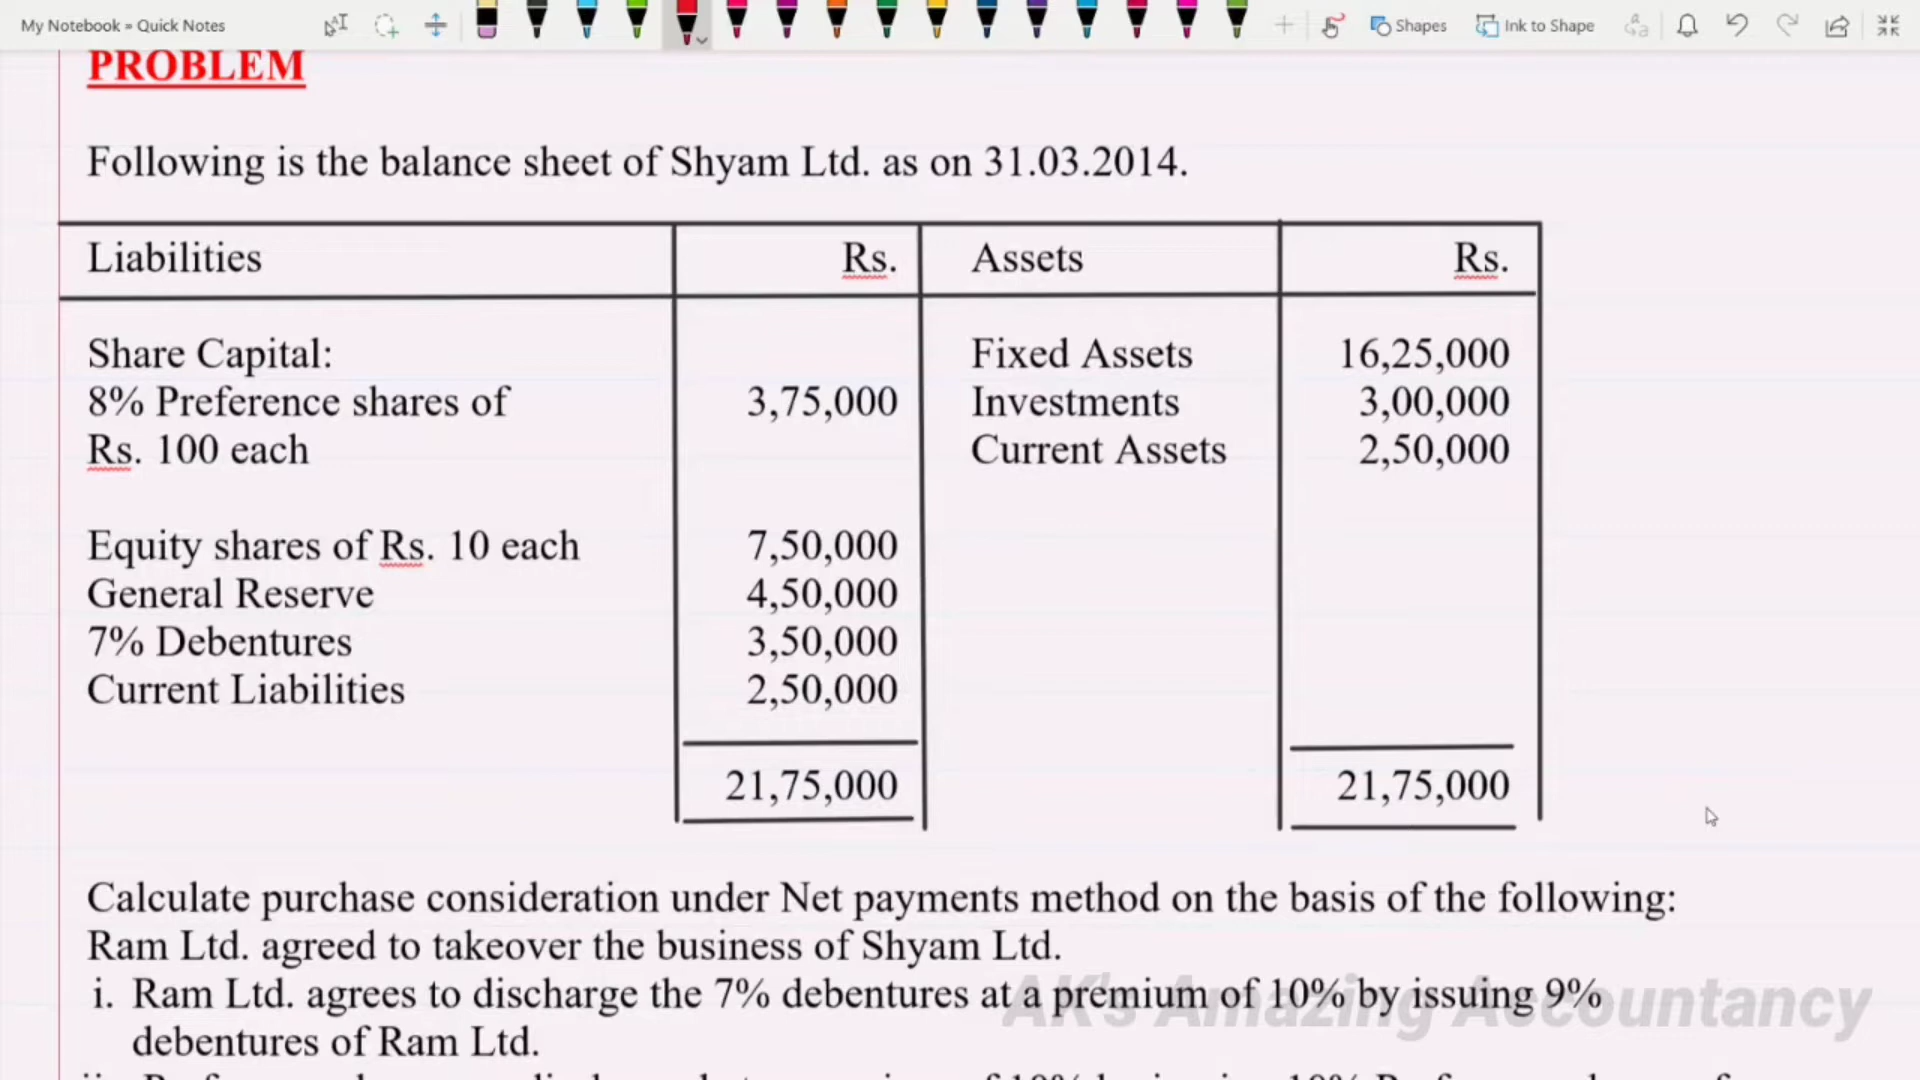 My Notebook » Quick Notes
Shapes
Ink to Shape
PROBLEM
Following is the balance sheet of Shyam Ltd. as on 31.03.2014.
Liabilities Rs. Assets Rs.
Share Capital: Fixed Assets 16,25,000
8% Preference shares of 3,75,000 Investments 3,00,000
Rs. 100 each Current Assets 2,50,000
Equity shares of Rs. 10 each 7,50,000
General Reserve 4,50,000
7% Debentures 3,50,000
Current Liabilities 2,50,000
21,75,000 21,75,000
Calculate purchase consideration under Net payments method on the basis of the following:
Ram Ltd. agreed to takeover the business of Shyam Ltd.
i. Ram Ltd. agrees to discharge the 7% debentures at a premium of 10% by issuing 9%
AK's Amazing Accountancy
debentures of Ram Ltd.